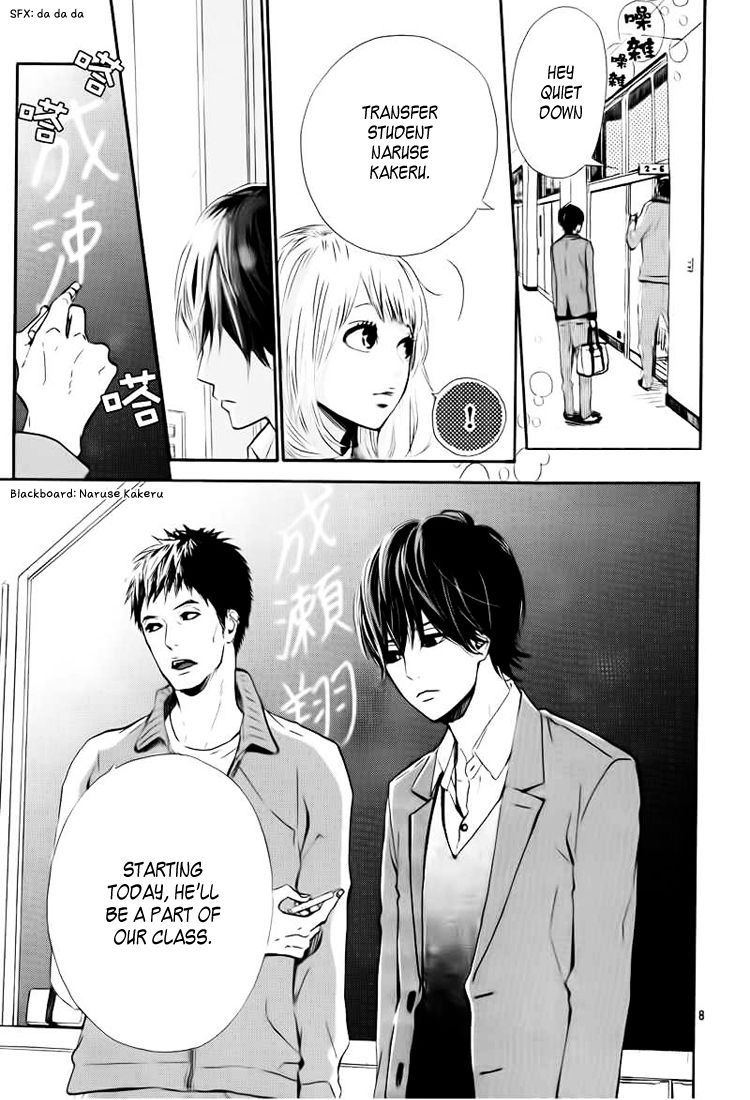 SFX: da da da
噪
雜
噪
雜
HEY
QUIET
DOWN
2-6
TRANSFER
STUDENT
NARUSE
KAKERU.
!
嗒
嗒
嗒
成
Blackboard: Naruse Kakeru
成
瀬
翔
STARTING
TODAY, HE'LL
BE A PART OF
OUR CLASS.
8